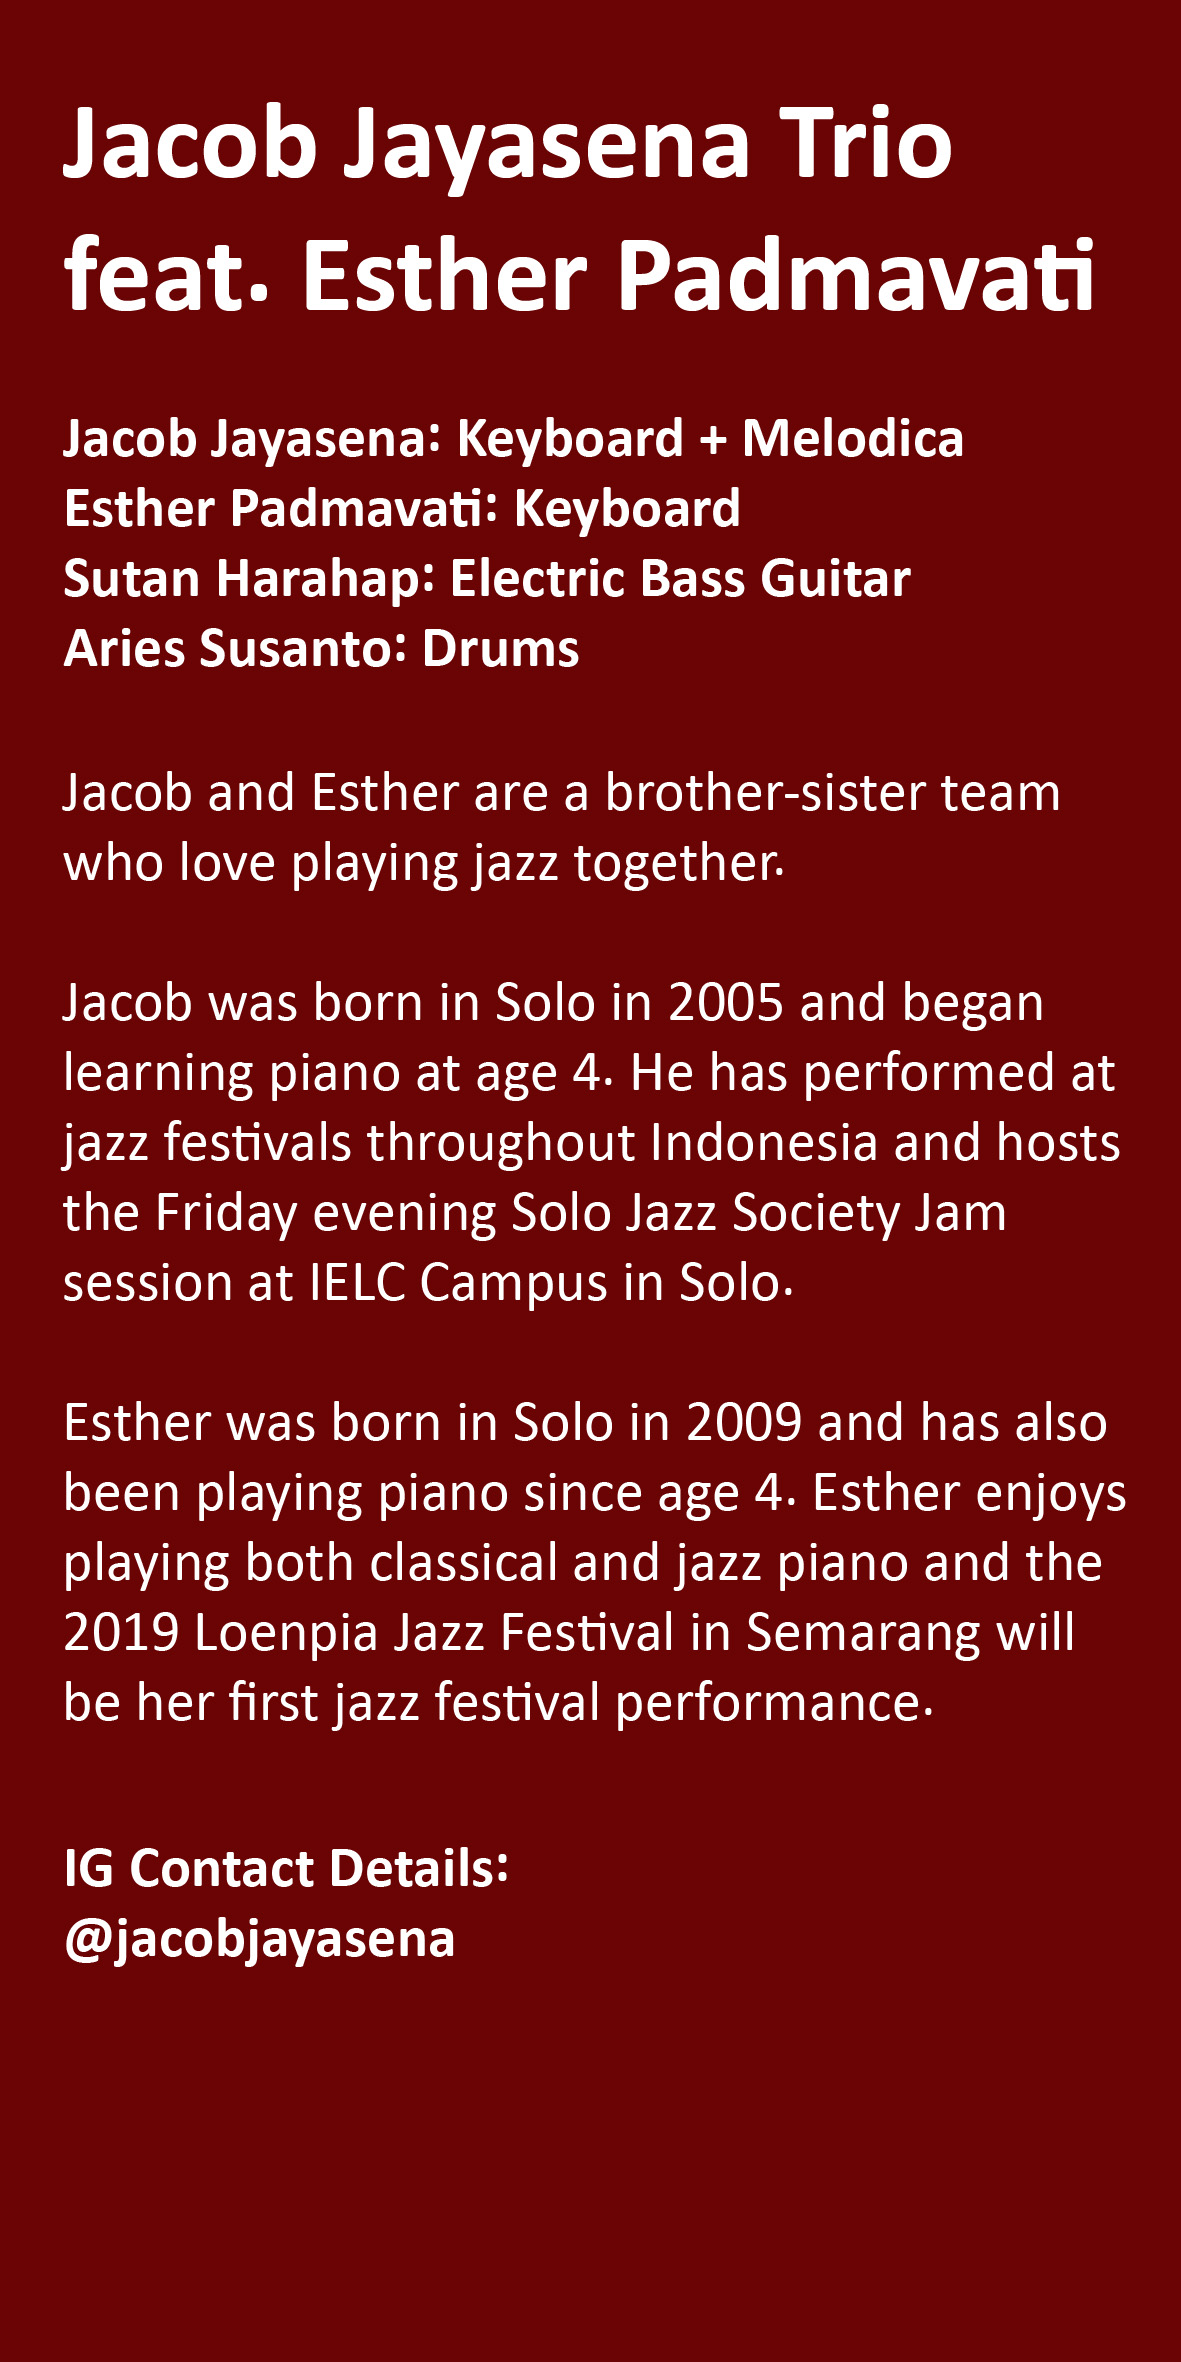 Jacob Jayasena Trio
feat. Esther Padmavati
Jacob Jayasena: Keyboard + Melodica
Esther Padmavati: Keyboard
Sutan Harahap: Electric Bass Guitar
Aries Susanto: Drums
Jacob and Esther are a brother-sister team
who love playing jazz together.
Jacob was born in Solo in 2005 and began
learning piano at age 4. He has performed at
jazz festivals throughout Indonesia and hosts
the Friday evening Solo Jazz Society Jam
session at IELC Campus in Solo.
Esther was born in Solo in 2009 and has also
been playing piano since age 4. Esther enjoys
playing both classical and jazz piano and the
2019 Loenpia Jazz Festival in Semarang will
be her first jazz festival performance.
IG Contact Details:
@jacobjayasena